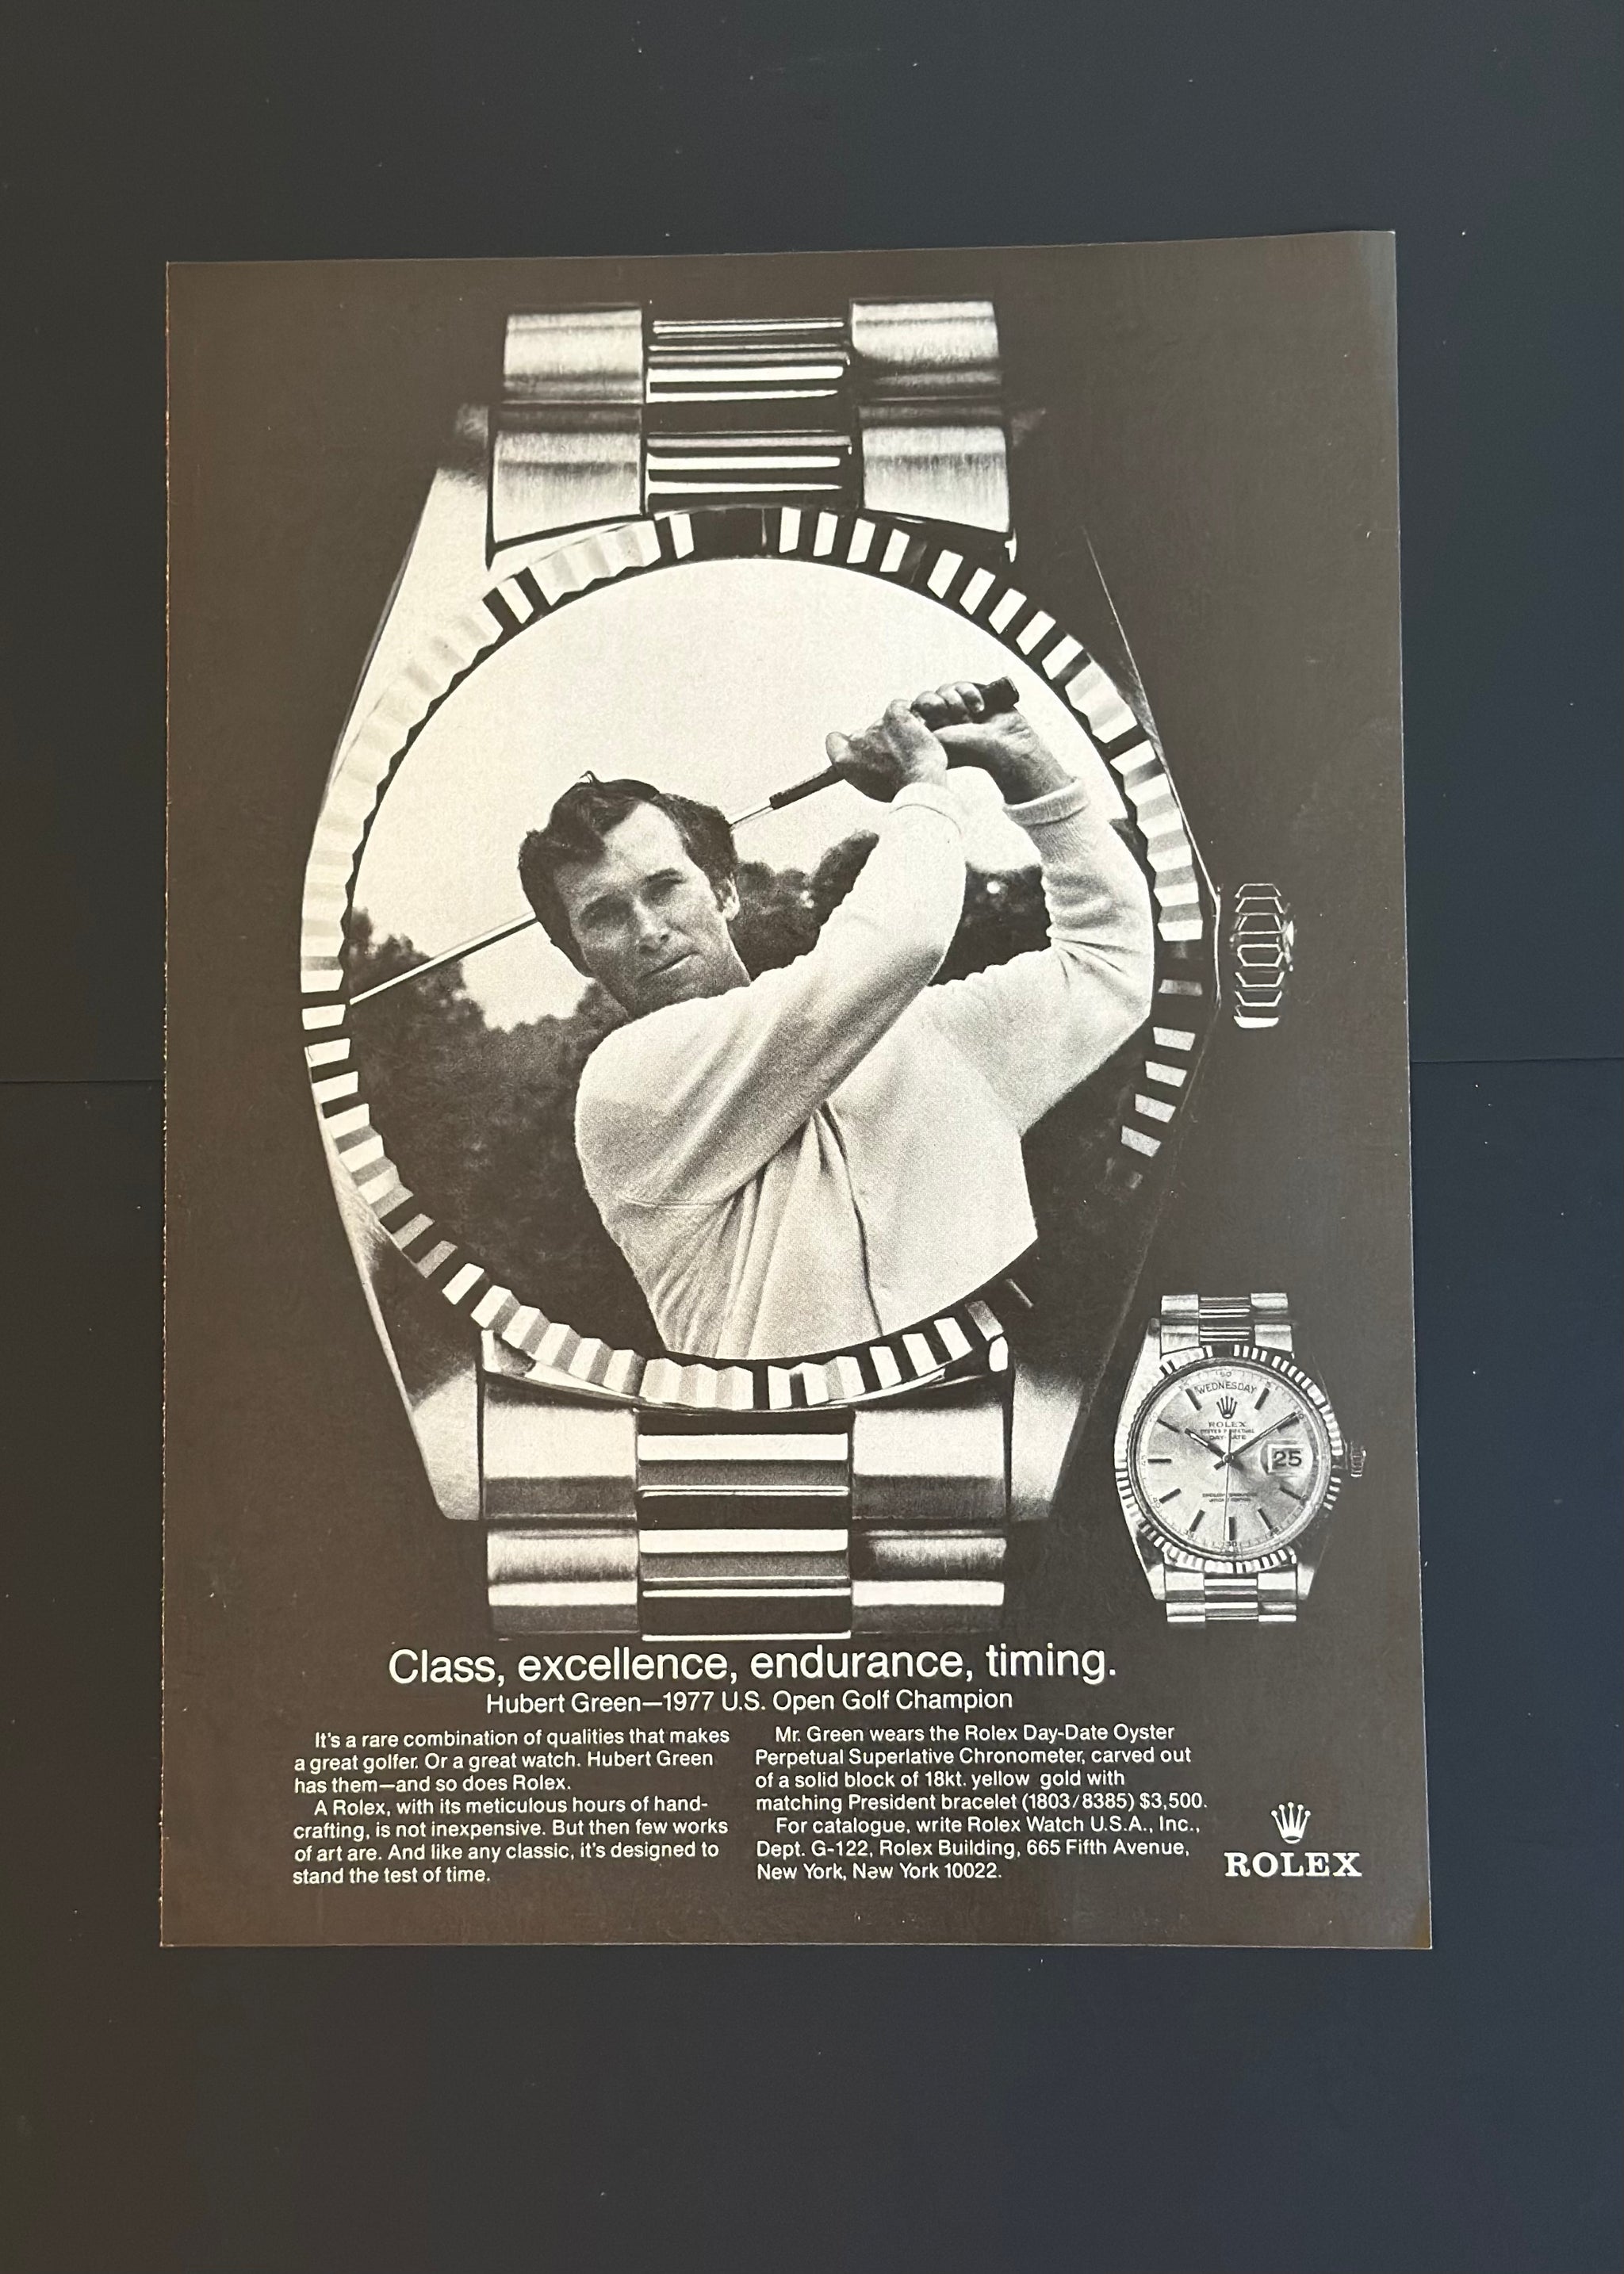 WEDNESDAY
ROLEX
OYSTER PERPETUAL
DAY-DATE
25
Class, excellence, endurance, timing.
Hubert Green—1977 U.S. Open Golf Champion
It's a rare combination of qualities that makes
a great golfer. Or a great watch. Hubert Green
has them—and so does Rolex.
A Rolex, with its meticulous hours of hand-
crafting, is not inexpensive. But then few works
of art are. And like any classic, it's designed to
stand the test of time.
Mr. Green wears the Rolex Day-Date Oyster
Perpetual Superlative Chronometer, carved out
of a solid block of 18kt. yellow gold with
matching President bracelet (1803/8385) $3,500.
For catalogue, write Rolex Watch U.S.A., Inc.,
Dept. G-122, Rolex Building, 665 Fifth Avenue,
New York, New York 10022.
ROLEX